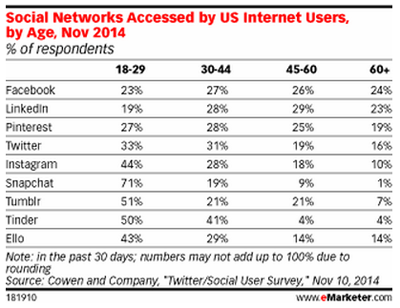 Social Networks Accessed by US Internet Users,
by Age, Nov 2014
% of respondents
18-29 30-44 45-60 60+
Facebook 23% 27% 26% 24%
LinkedIn 19% 28% 29% 23%
Pinterest 27% 28% 25% 19%
Twitter 33% 31% 19% 16%
Instagram 44% 28% 18% 10%
Snapchat 71% 19% 9% 1%
Tumblr 51% 21% 21% 7%
Tinder 50% 41% 4% 4%
Ello 43% 29% 14% 14%
Note: in the past 30 days; numbers may not add up to 100% due to
rounding
Source: Cowen and Company, "Twitter/Social User Survey," Nov 10, 2014
181910 www.eMarketer.com